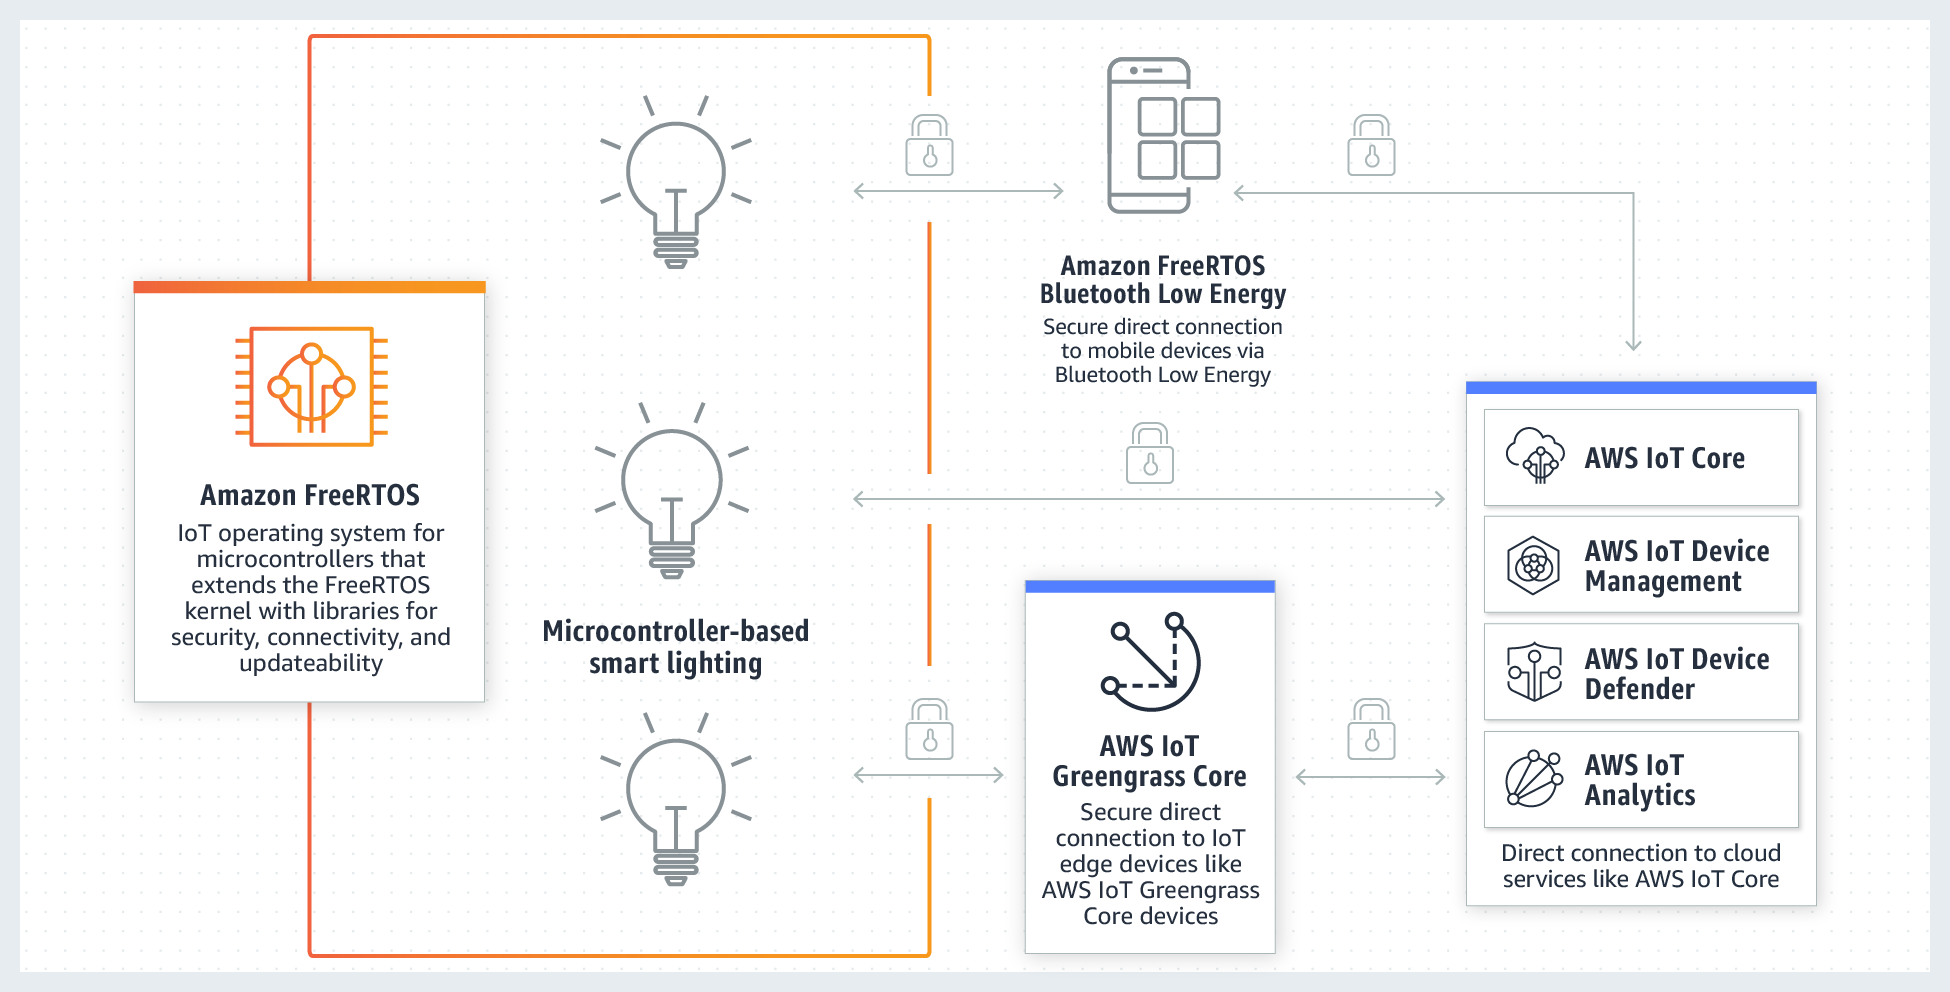 Amazon FreeRTOS
IoT operating system for
microcontrollers that
extends the FreeRTOS
kernel with libraries for
security, connectivity, and
updateability
Microcontroller-based
smart lighting
Amazon FreeRTOS
Bluetooth Low Energy
Secure direct connection
to mobile devices via
Bluetooth Low Energy
AWS IoT
Greengrass Core
Secure direct
connection to IoT
edge devices like
AWS IoT Greengrass
Core devices
AWS IoT Core
AWS IoT Device
Management
AWS IoT Device
Defender
AWS IoT
Analytics
Direct connection to cloud
services like AWS IoT Core